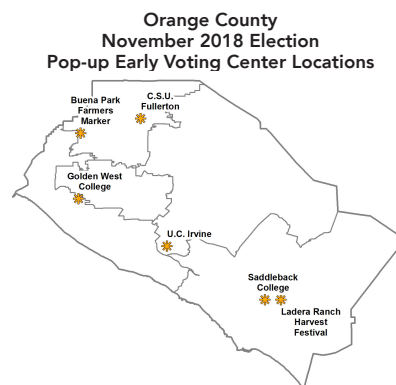 Orange County
November 2018 Election
Pop-up Early Voting Center Locations
Buena Park
Farmers
Marker
C.S.U.
Fullerton
Golden West
College
U.C. Irvine
Saddleback
College
Ladera Ranch
Harvest
Festival